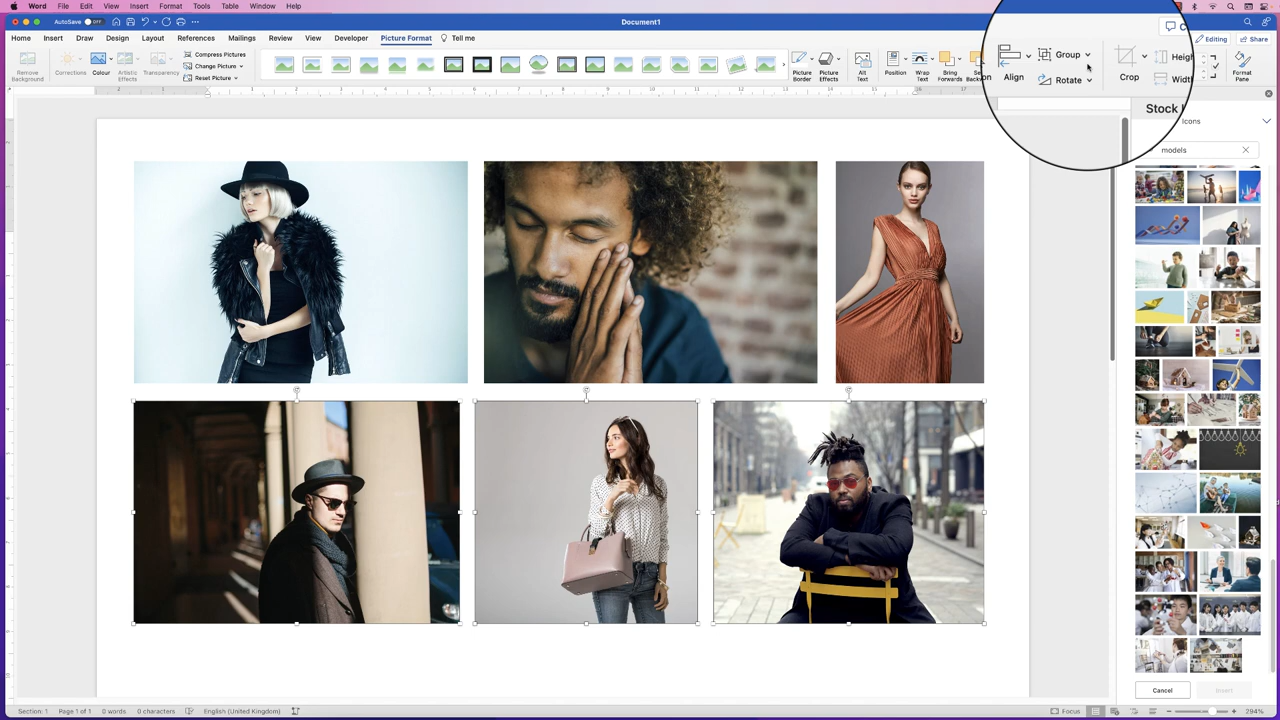 Word File Edit View Insert Format Tools Table Window Help
AutoSave OFF Document1
Home Insert Draw Design Layout References Mailings Review View Developer Picture Format Tell me Editing Share
Remove Background Corrections Colour Artistic Effects Transparency Compress Pictures Change Picture Reset Picture Picture Border Picture Effects Alt Text Position Wrap Text Bring Forwards Align Group Rotate Crop Format Pane
Icons
models
Cancel Insert
Section: 1 Page 1 of 1 0 words 0 characters English (United Kingdom) Focus 294%